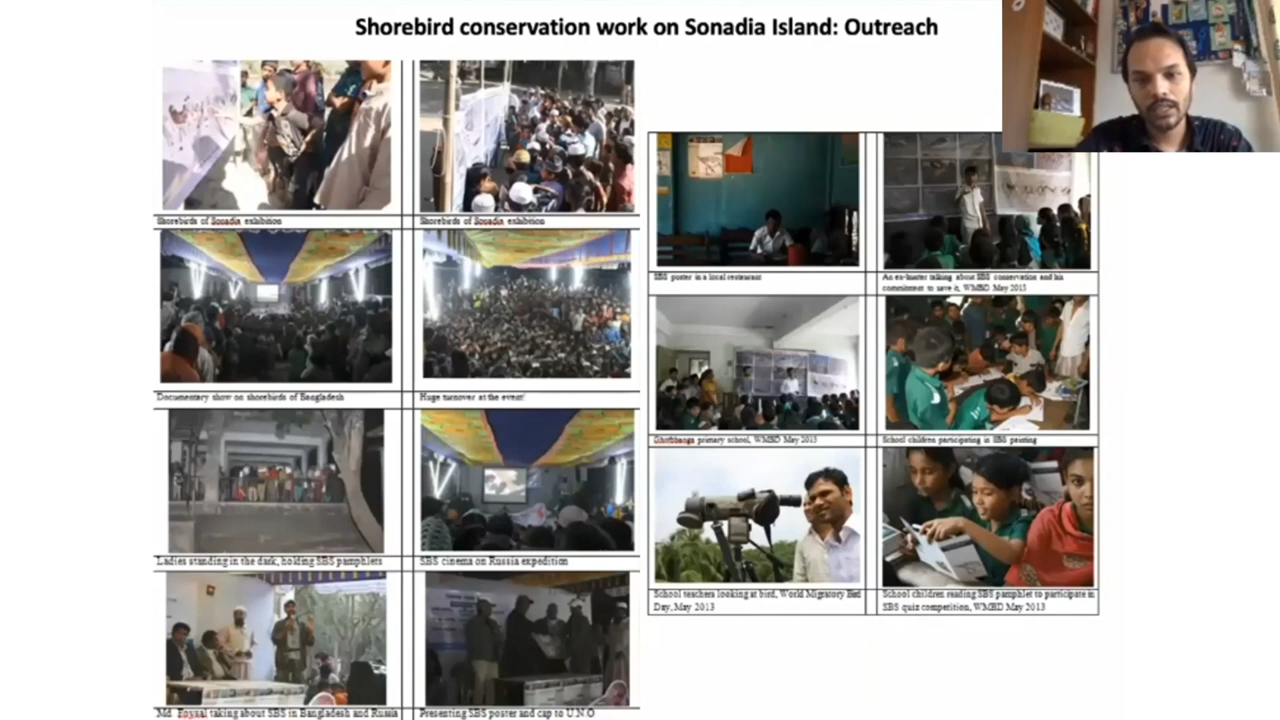 Shorebird conservation work on Sonadia Island: Outreach
Shorebirds of Sonadia exhibition
Shorebirds of Sonadia exhibition
Documentary show on shorebirds of Bangladesh
Huge turnover at the event!
Ladies standing in the dark, holding SBS pamphlets
SBS cinema on Russia expedition
Md. Foysal taking about SBS in Bangladesh and Russia
Presenting SBS poster and cap to U.N.O
SBS poster in a local restaurant
An ex-hunter talking about SBS conservation and his
commitment to save it, WMBD May 2013
primary school, WMBD May 2013
School children participating in SBS painting
School teachers looking at bird, World Migratory Bird
Day, May 2013
School children reading SBS pamphlet to participate in
SBS quiz competition, WMBD May 2013